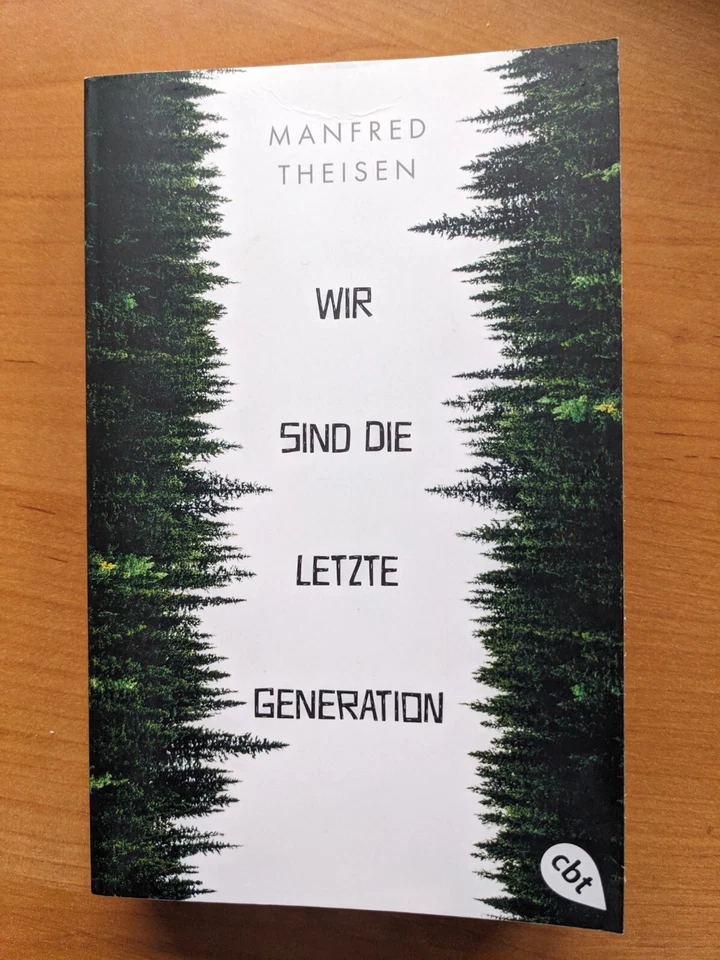 MANFRED
THEISEN
WIR
SIND DIE
LETZTE
GENERATION
cbt